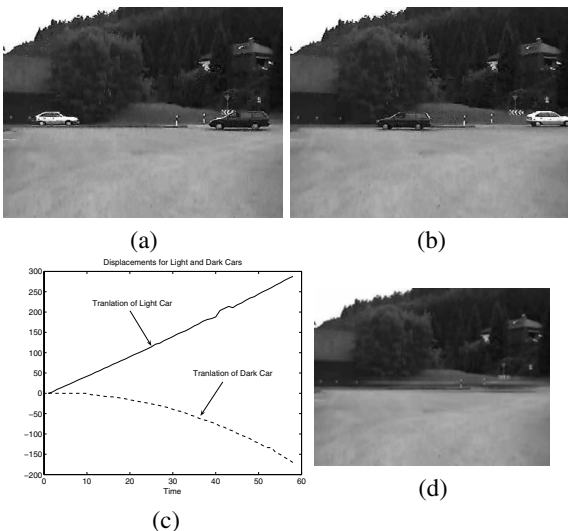 (a)
(b)
Displacements for Light and Dark Cars
300
250
200
150
100
50
0
−50
−100
−150
−200
Tranlation of Light Car
Tranlation of Dark Car
0 10 20 30 40 50 60
Time
(c)
(d)